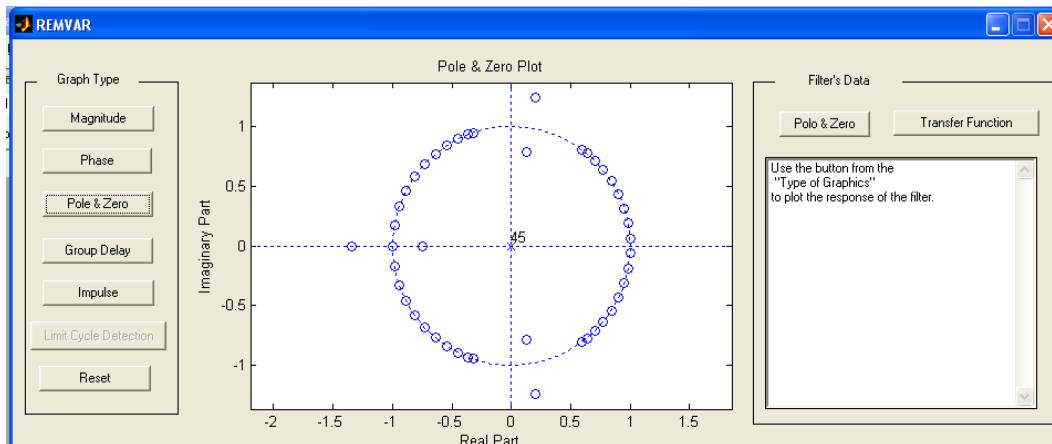 REMVAR
Graph Type
Magnitude
Phase
Pole & Zero
Group Delay
Impulse
Limit Cycle Detection
Reset
Pole & Zero Plot
Imaginary Part
1
0.5
0
-0.5
-1
45
-2
-1.5
-1
-0.5
0
0.5
1
1.5
Real Part
Filter's Data
Polo & Zero
Transfer Function
Use the button from the
"Type of Graphics"
to plot the response of the filter.